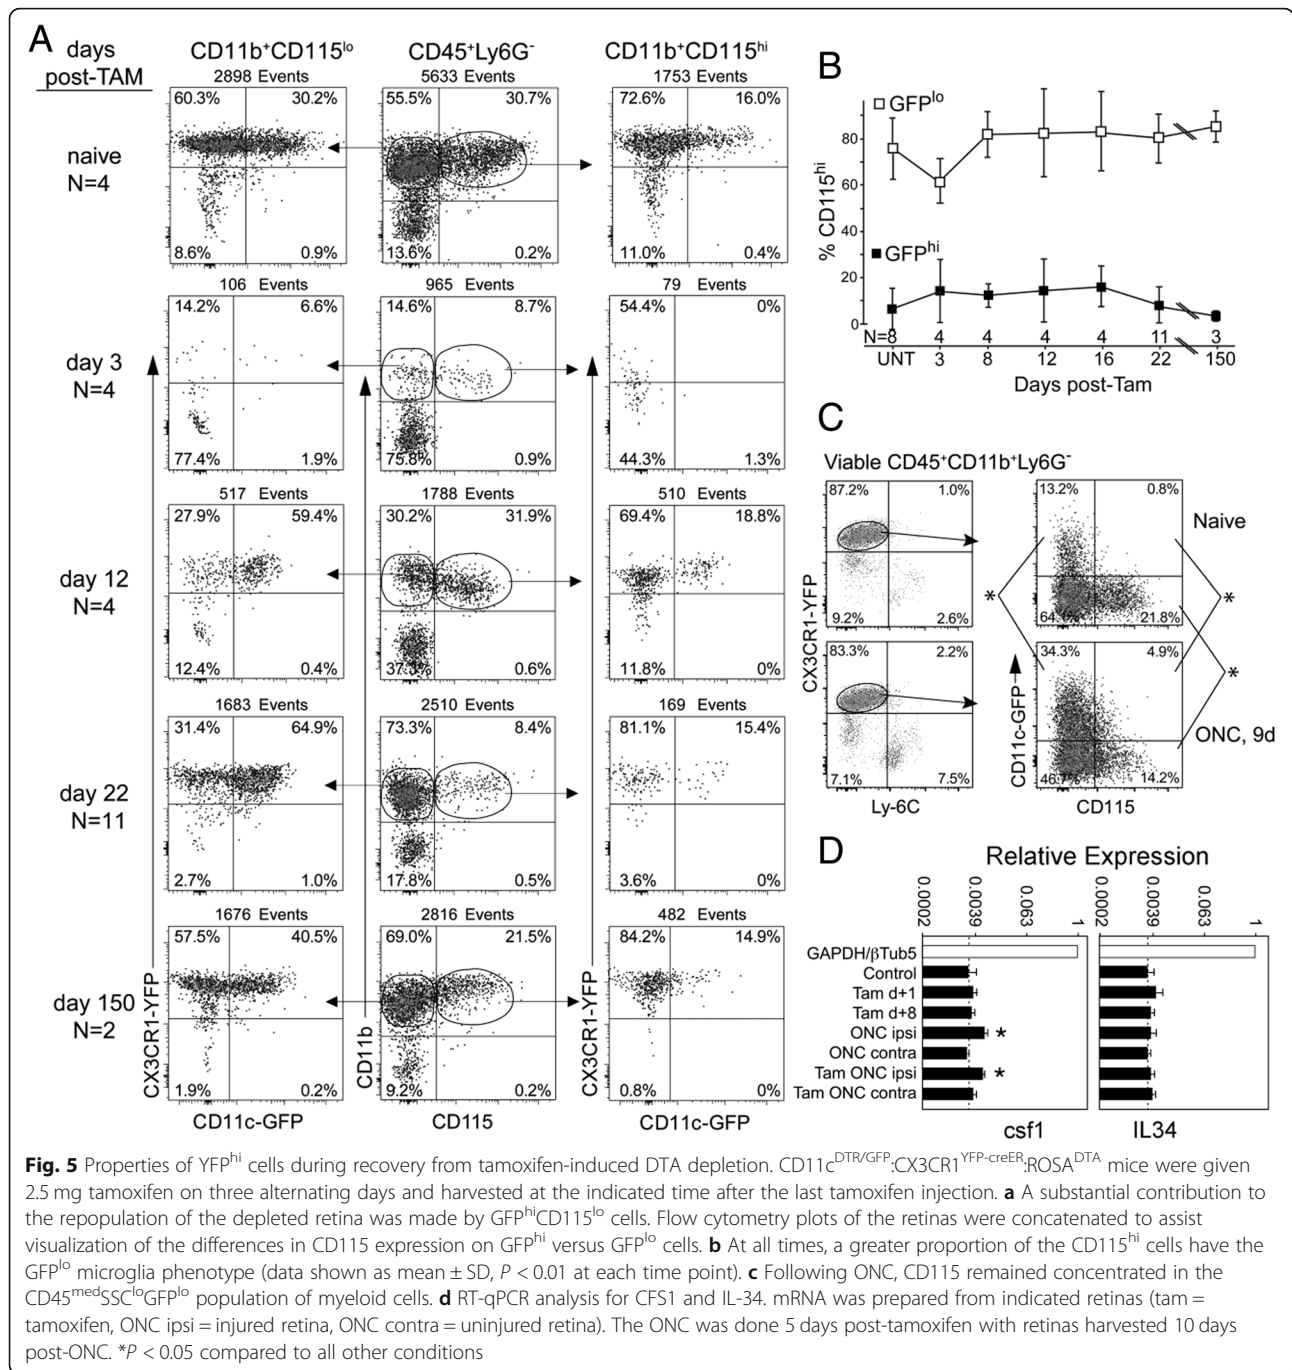 A
days
post-TAM
CD11b+CD115lo
CD45+Ly6G-
CD11b+CD115hi
2898 Events
5633 Events
1753 Events
60.3% 30.2%
55.5% 30.7%
72.6% 16.0%
naive
N=4
8.6% 0.9%
13.6% 0.2%
11.0% 0.4%
106 Events
965 Events
79 Events
14.2% 6.6%
14.6% 8.7%
54.4% 0%
day 3
N=4
77.4% 1.9%
75.8% 0.9%
44.3% 1.3%
517 Events
1788 Events
510 Events
27.9% 59.4%
30.2% 31.9%
69.4% 18.8%
day 12
N=4
12.4% 0.4%
37.3% 0.6%
11.8% 0%
1683 Events
2510 Events
169 Events
31.4% 64.9%
73.3% 8.4%
81.1% 15.4%
day 22
N=11
2.7% 1.0%
17.8% 0.5%
3.6% 0%
1676 Events
2816 Events
482 Events
57.5% 40.5%
69.0% 21.5%
84.2% 14.9%
day 150
N=2
1.9% 0.2%
9.2% 0.2%
0.8% 0%
CX3CR1-YFP
CD11b
CX3CR1-YFP
CD11c-GFP
CD115
CD11c-GFP
B
% CD115hi
80
60
40
20
0
GFPlo
GFPhi
N=8 4 4 4 4 11 3
UNT 3 8 12 16 22 150
Days post-Tam
C
Viable CD45+CD11b+Ly6G-
87.2% 1.0%
13.2% 0.8%
Naive
9.2% 2.6%
21.8%
*
*
*
83.3% 2.2%
34.3% 4.9%
ONC, 9d
7.1% 7.5%
14.2%
CX3CR1-YFP
CD11c-GFP
Ly-6C
CD115
D
Relative Expression
0.0002 0.0039 0.063 1
0.0002 0.0039 0.063 1
GAPDH/βTub5
Control
Tam d+1
Tam d+8
ONC ipsi *
ONC contra
Tam ONC ipsi *
Tam ONC contra
csf1
IL34
Fig. 5 Properties of YFPhi cells during recovery from tamoxifen-induced DTA depletion. CD11cDTR/GFP:CX3CR1YFP-creER:ROSADTA mice were given
2.5 mg tamoxifen on three alternating days and harvested at the indicated time after the last tamoxifen injection. a A substantial contribution to
the repopulation of the depleted retina was made by GFPhiCD115lo cells. Flow cytometry plots of the retinas were concatenated to assist
visualization of the differences in CD115 expression on GFPhi versus GFPlo cells. b At all times, a greater proportion of the CD115hi cells have the
GFPlo microglia phenotype (data shown as mean ± SD, P < 0.01 at each time point). c Following ONC, CD115 remained concentrated in the
CD45medSSCloGFPlo population of myeloid cells. d RT-qPCR analysis for CFS1 and IL-34. mRNA was prepared from indicated retinas (tam =
tamoxifen, ONC ipsi = injured retina, ONC contra = uninjured retina). The ONC was done 5 days post-tamoxifen with retinas harvested 10 days
post-ONC. *P < 0.05 compared to all other conditions